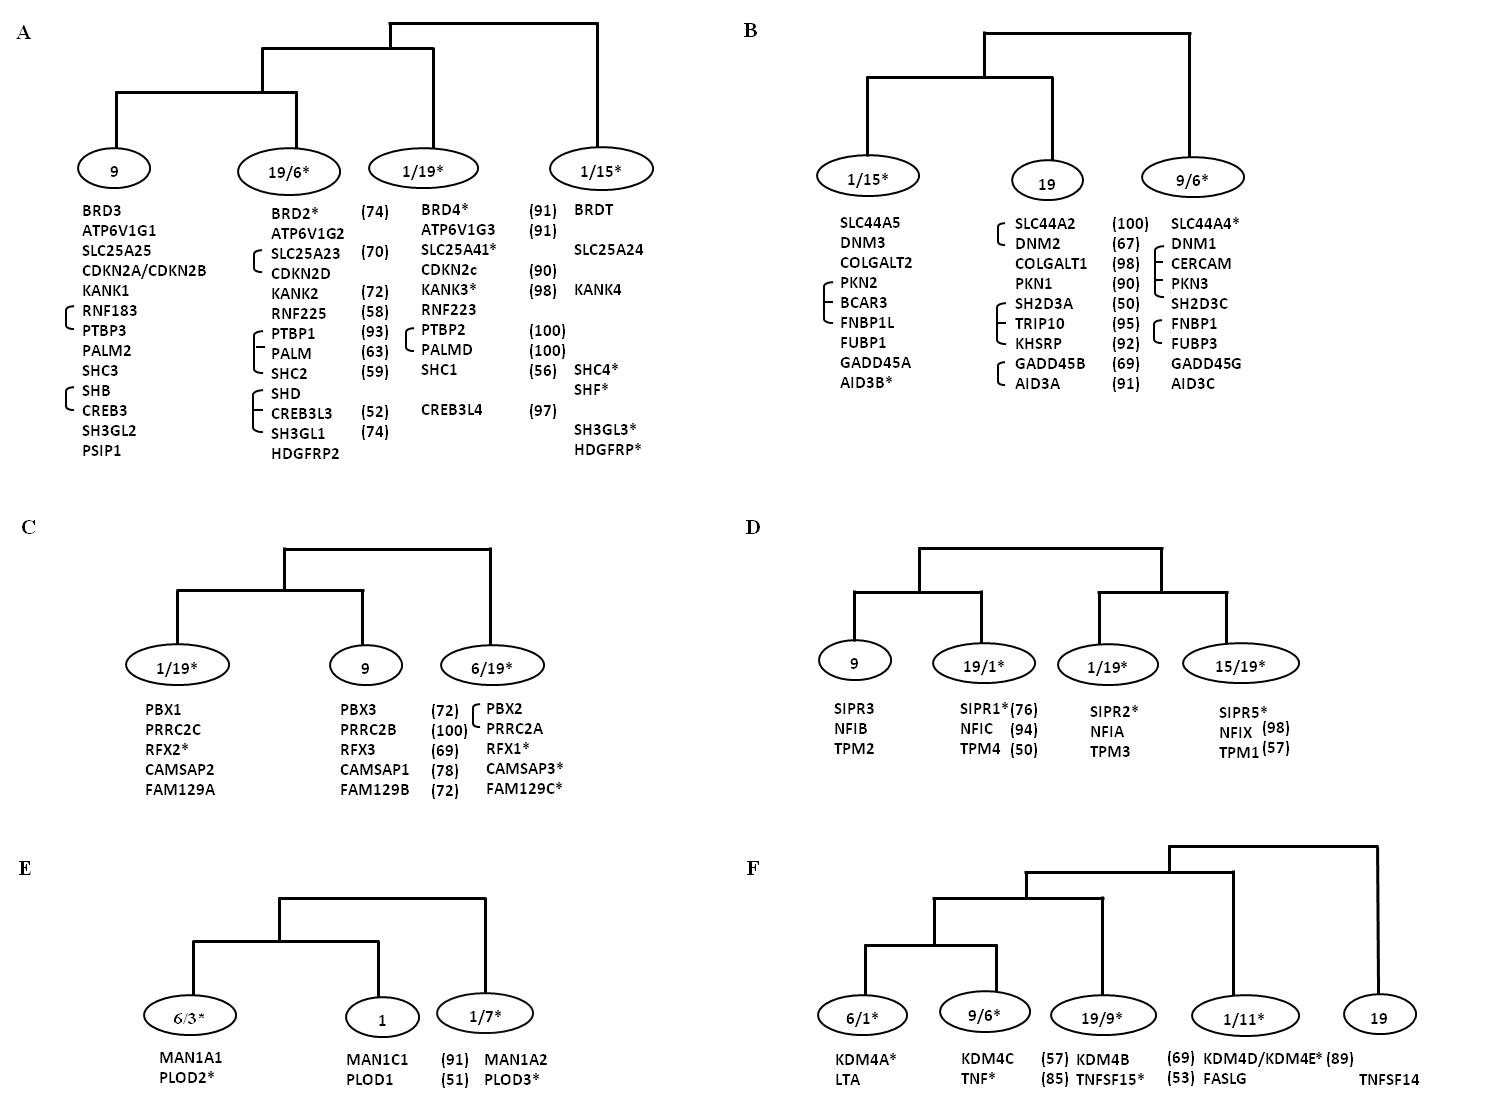 A
9 19/6* 1/19* 1/15*
BRD3 BRD2* (74) BRD4* (91) BRDT
ATP6V1G1 ATP6V1G2 ATP6V1G3 (91)
SLC25A25 SLC25A23 (70) SLC25A41* SLC25A24
CDKN2A/CDKN2B CDKN2D CDKN2c (90)
KANK1 KANK2 (72) KANK3* (98) KANK4
RNF183 RNF225 (58) RNF223
PTBP3 PTBP1 (93) PTBP2 (100)
PALM2 PALM (63) PALMD (100)
SHC3 SHC2 (59) SHC1 (56) SHC4*
SHB SHD SHF*
CREB3 CREB3L3 (52) CREB3L4 (97)
SH3GL2 SH3GL1 (74) SH3GL3*
PSIP1 HDGFRP2 HDGFRP*
B
1/15* 19 9/6*
SLC44A5 SLC44A2 (100) SLC44A4*
DNM3 DNM2 (67) DNM1
COLGALT2 COLGALT1 (98) CERCAM
PKN2 PKN1 (90) PKN3
BCAR3 SH2D3A (50) SH2D3C
FNBP1L TRIP10 (95) FNBP1
FUBP1 KHSRP (92) FUBP3
GADD45A GADD45B (69) GADD45G
AID3B* AID3A (91) AID3C
C
1/19* 9 6/19*
PBX1 PBX3 (72) PBX2
PRRC2C PRRC2B (100) PRRC2A
RFX2* RFX3 (69) RFX1*
CAMSAP2 CAMSAP1 (78) CAMSAP3*
FAM129A FAM129B (72) FAM129C*
D
9 19/1* 1/19* 15/19*
SIPR3 SIPR1* (76) SIPR2* SIPR5*
NFIB NFIC (94) NFIA NFIX (98)
TPM2 TPM4 (50) TPM3 TPM1 (57)
E
6/3* 1 1/7*
MAN1A1 MAN1C1 (91) MAN1A2
PLOD2* PLOD1 (51) PLOD3*
F
6/1* 9/6* 19/9* 1/11* 19
KDM4A* KDM4C (57) KDM4B (69) KDM4D/KDM4E* (89)
LTA TNF* (85) TNFSF15* (53) FASLG TNFSF14